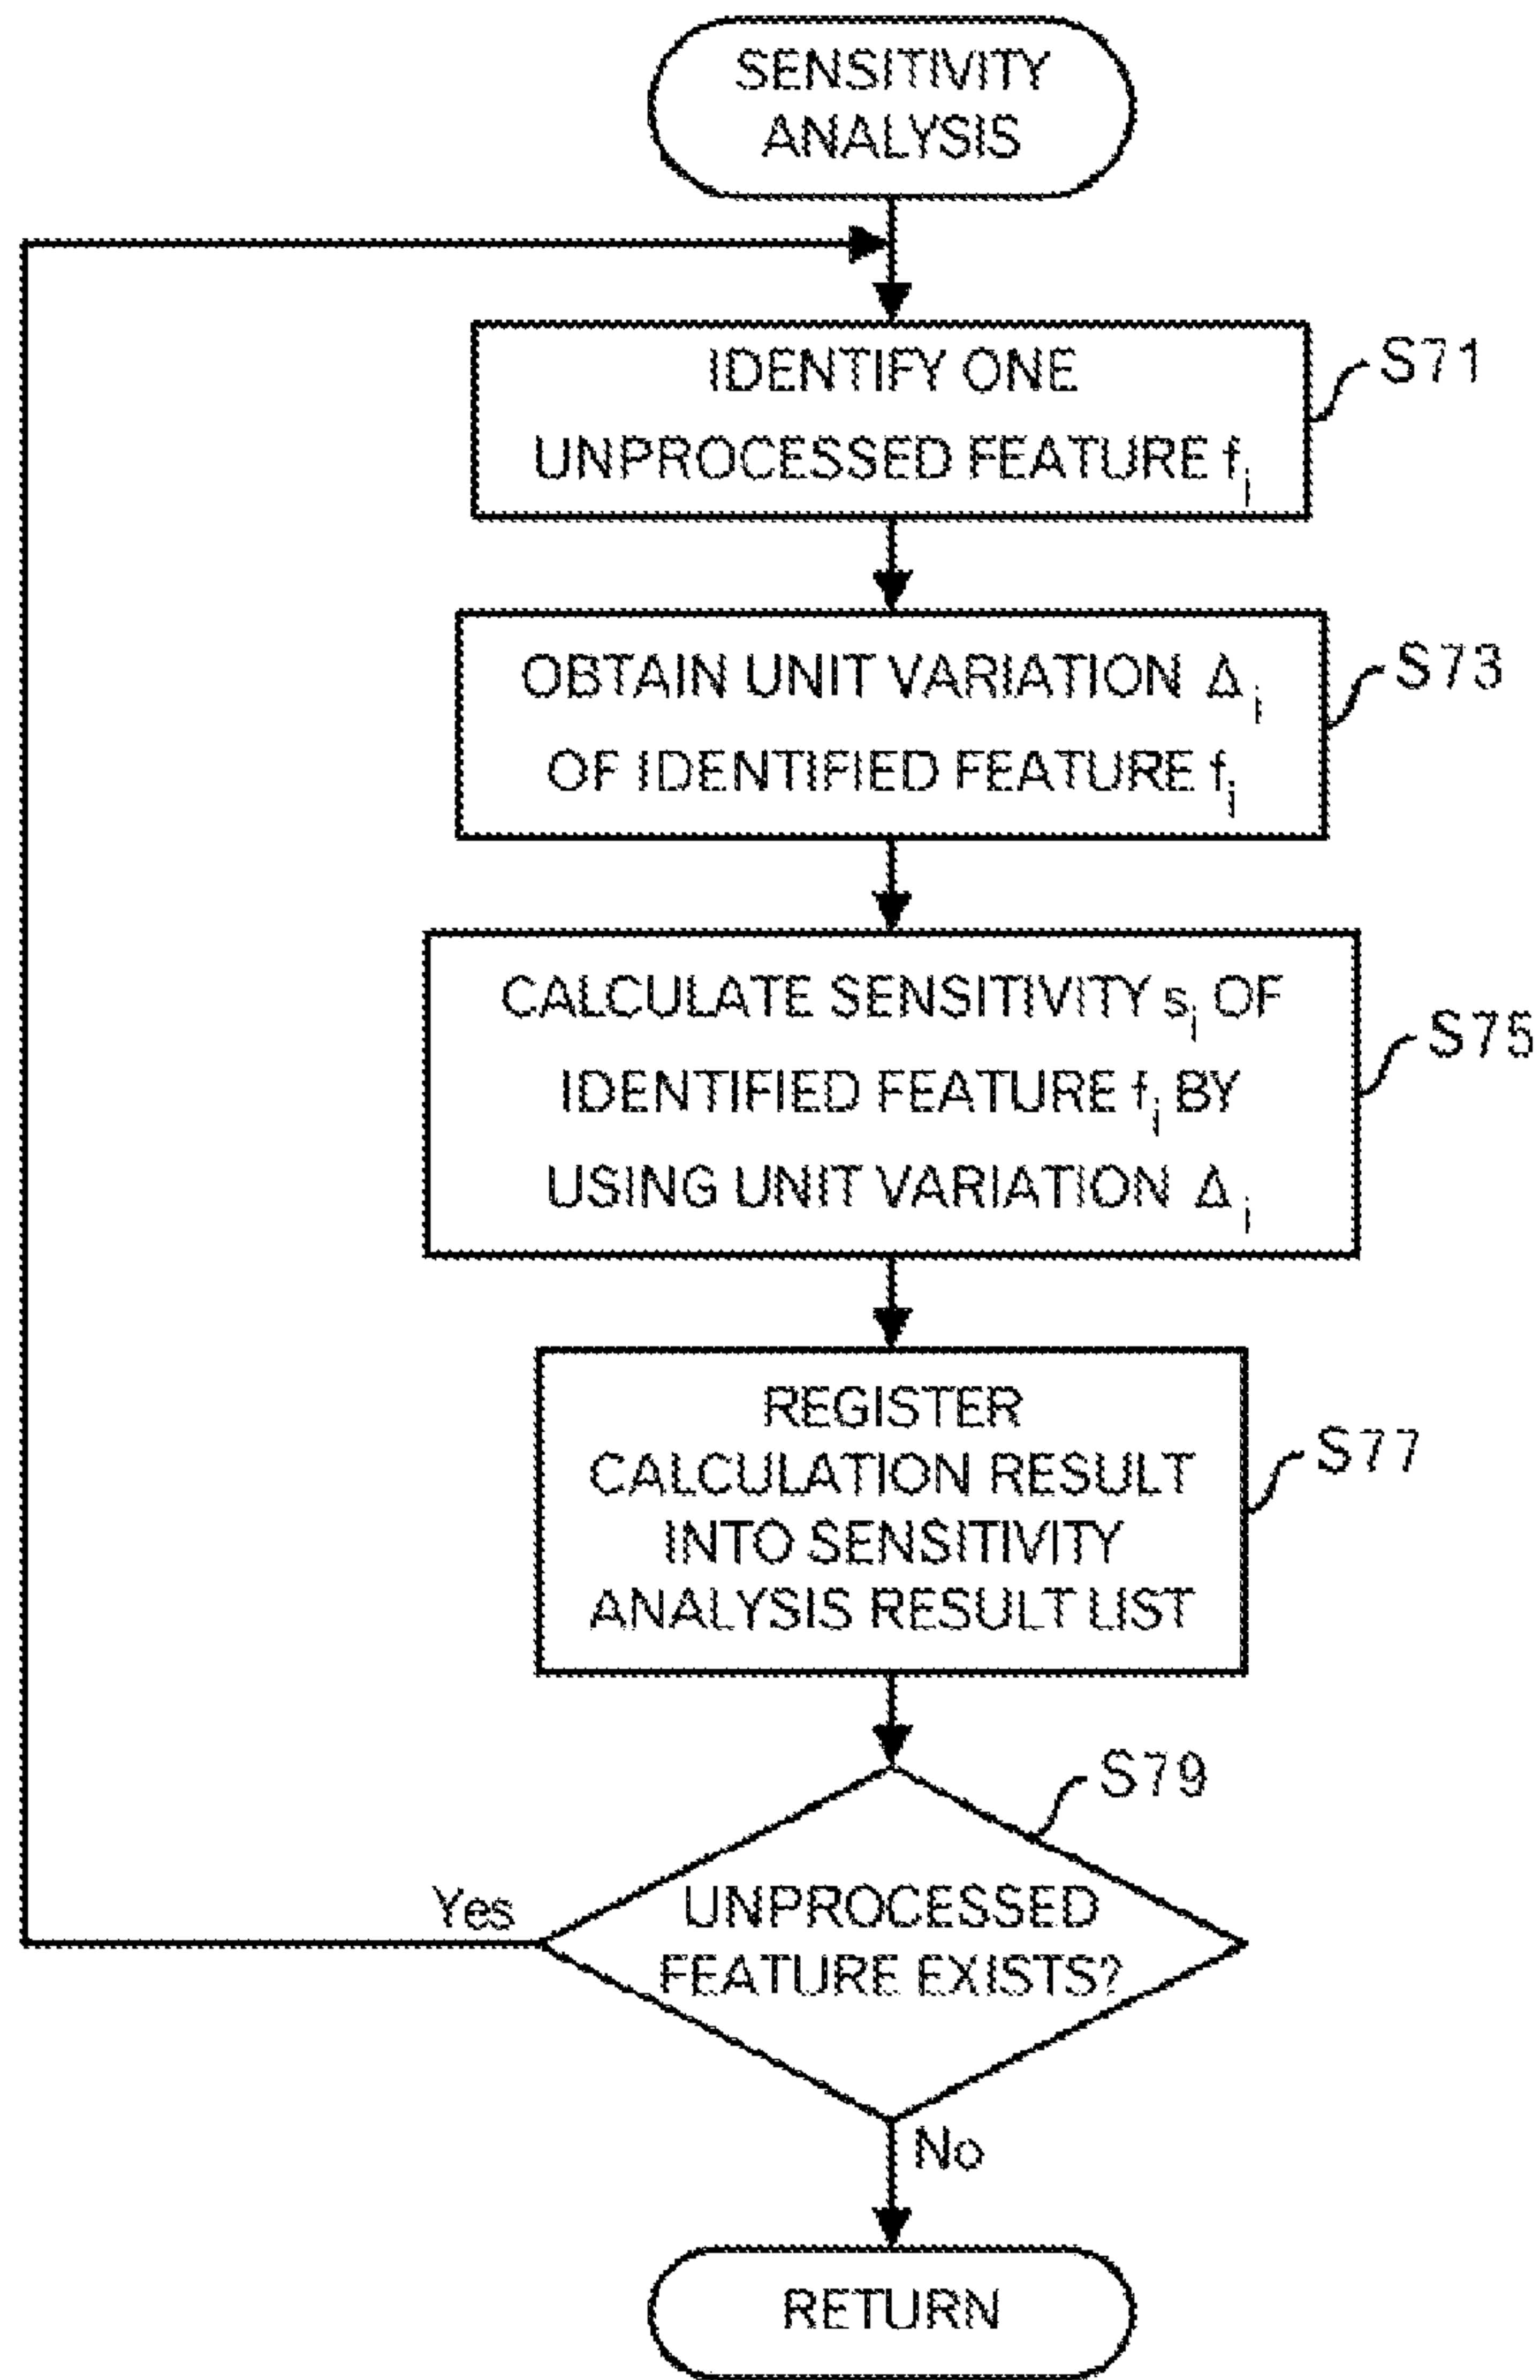 SENSITIVITY
ANALYSIS
IDENTIFY ONE
UNPROCESSED FEATURE fᵢ
S71
OBTAIN UNIT VARIATION Δᵢ
OF IDENTIFIED FEATURE fᵢ
S73
CALCULATE SENSITIVITY sᵢ OF
IDENTIFIED FEATURE fᵢ BY
USING UNIT VARIATION Δᵢ
S75
REGISTER
CALCULATION RESULT
INTO SENSITIVITY
ANALYSIS RESULT LIST
S77
S79
UNPROCESSED
FEATURE EXISTS?
Yes
No
RETURN